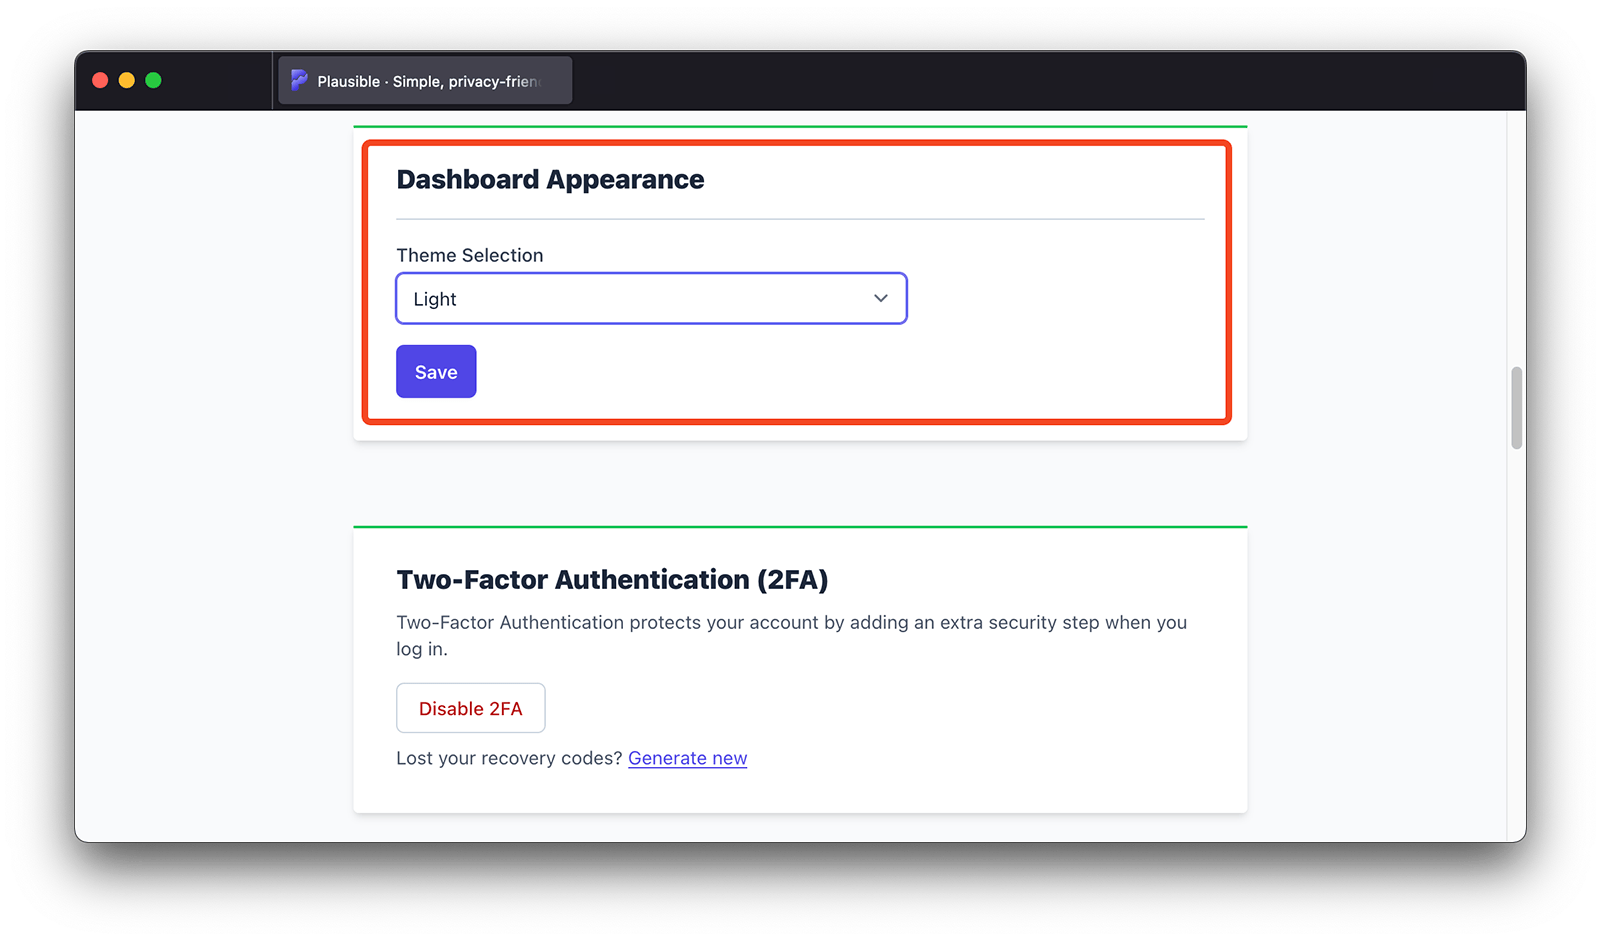 Plausible · Simple, privacy-frien
Dashboard Appearance
Theme Selection
Light
Save
Two-Factor Authentication (2FA)
Two-Factor Authentication protects your account by adding an extra security step when you
log in.
Disable 2FA
Lost your recovery codes? Generate new